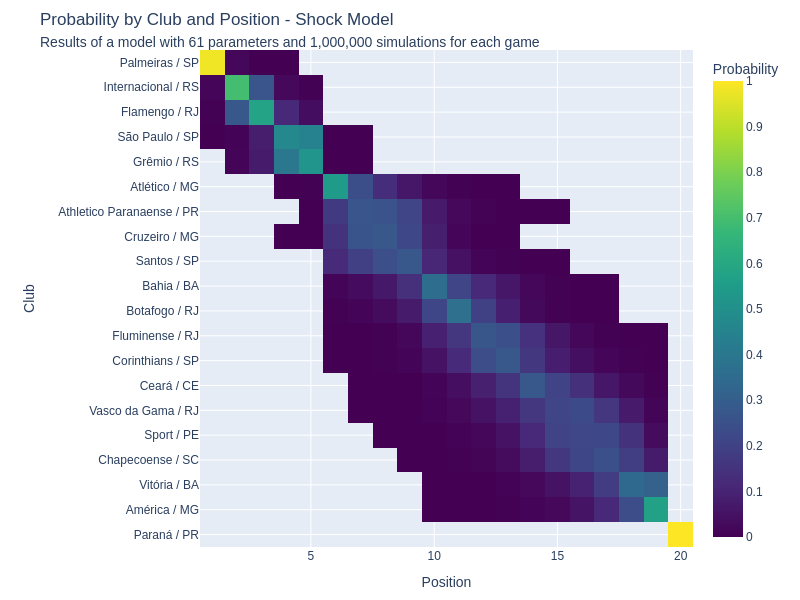 Probability by Club and Position - Shock Model
Results of a model with 61 parameters and 1,000,000 simulations for each game
Probability
Palmeiras / SP
Internacional / RS
Flamengo / RJ
São Paulo / SP
Grêmio / RS
Atlético / MG
Athletico Paranaense / PR
Cruzeiro / MG
Santos / SP
Bahia / BA
Botafogo / RJ
Fluminense / RJ
Corinthians / SP
Ceará / CE
Vasco da Gama / RJ
Sport / PE
Chapecoense / SC
Vitória / BA
América / MG
Paraná / PR
Club
5
10
15
20
Position
1
0.9
0.8
0.7
0.6
0.5
0.4
0.3
0.2
0.1
0